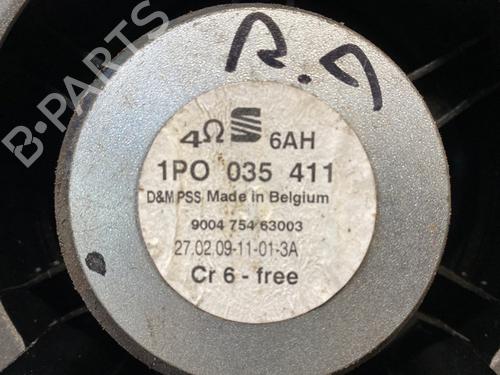 R.A
4Ω 6AH
1PO 035 411
D&M PSS Made in Belgium
9004 754 63003
27.02.09-11-01-3A
Cr 6 - free
B-PARTS